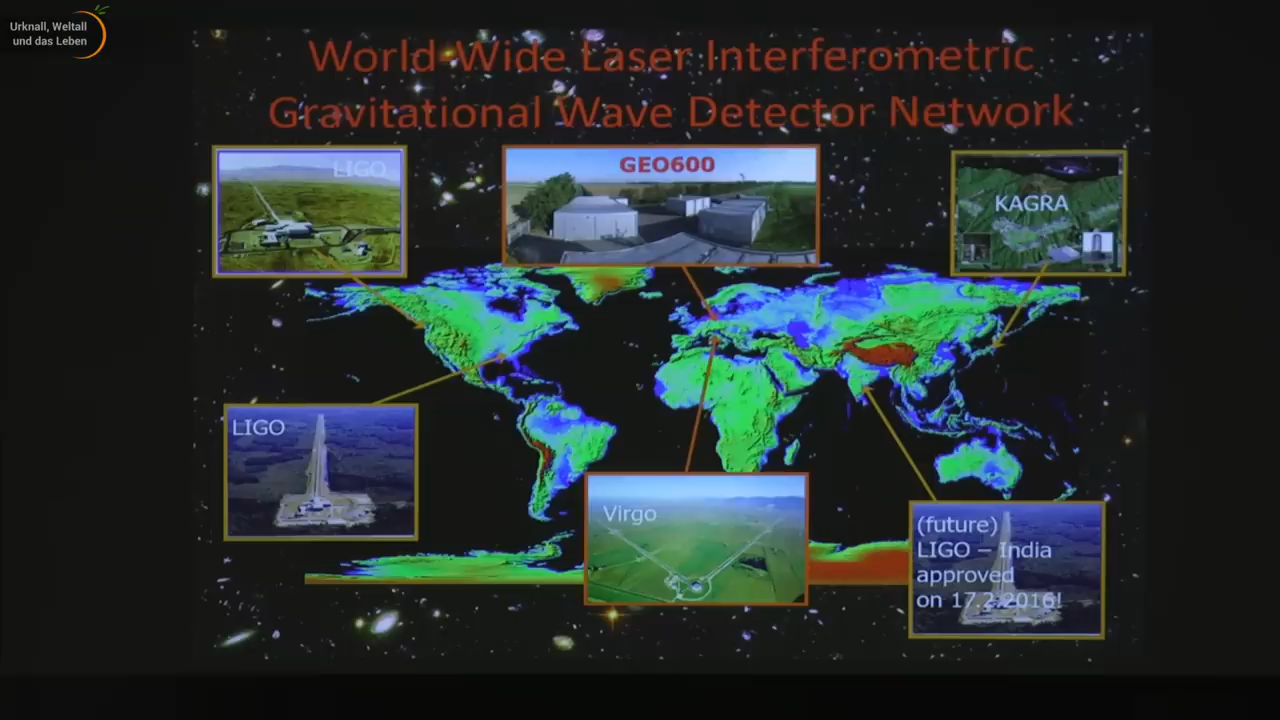 Urknall, Weltall
und das Leben
World-Wide Laser Interferometric
Gravitational Wave Detector Network
LIGO
GEO600
KAGRA
LIGO
Virgo
(future)
LIGO – India
approved
on 17.2.2016!